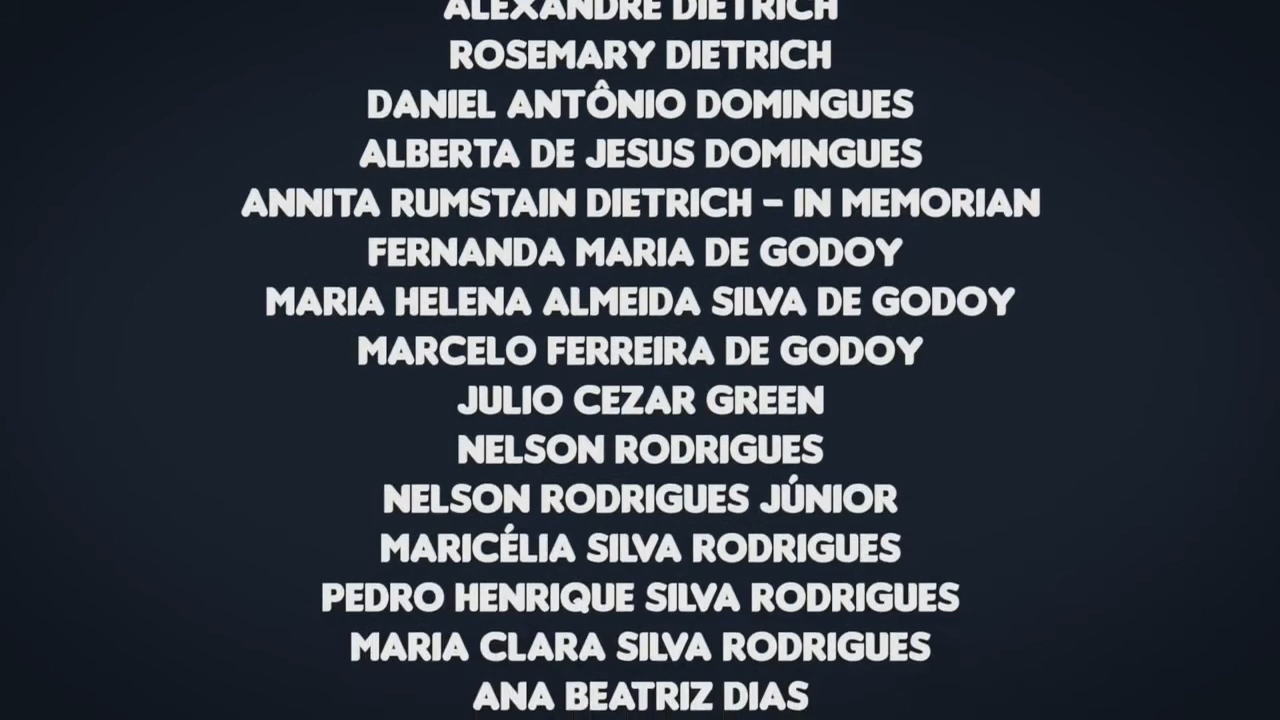 ALEXANDRE DIETRICH
ROSEMARY DIETRICH
DANIEL ANTÔNIO DOMINGUES
ALBERTA DE JESUS DOMINGUES
ANNITA RUMSTAIN DIETRICH – IN MEMORIAN
FERNANDA MARIA DE GODOY
MARIA HELENA ALMEIDA SILVA DE GODOY
MARCELO FERREIRA DE GODOY
JULIO CEZAR GREEN
NELSON RODRIGUES
NELSON RODRIGUES JÚNIOR
MARICÉLIA SILVA RODRIGUES
PEDRO HENRIQUE SILVA RODRIGUES
MARIA CLARA SILVA RODRIGUES
ANA BEATRIZ DIAS